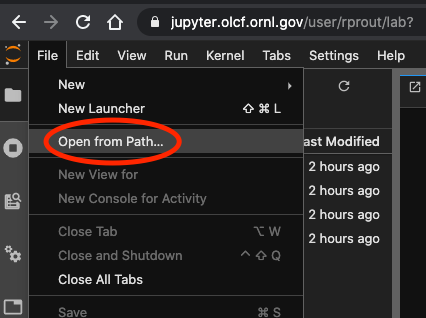 jupyter.olcf.ornl.gov/user/rprout/lab?
File Edit View Run Kernel Tabs Settings Help
New
New Launcher ⇧ ⌘ L
Open from Path... ast Modified
New View for 2 hours ago
New Console for Activity 2 hours ago
2 hours ago
Close Tab ⌥ W
2 hours ago
Close and Shutdown ^ ⇧ Q
Close All Tabs
Save ⌘ S